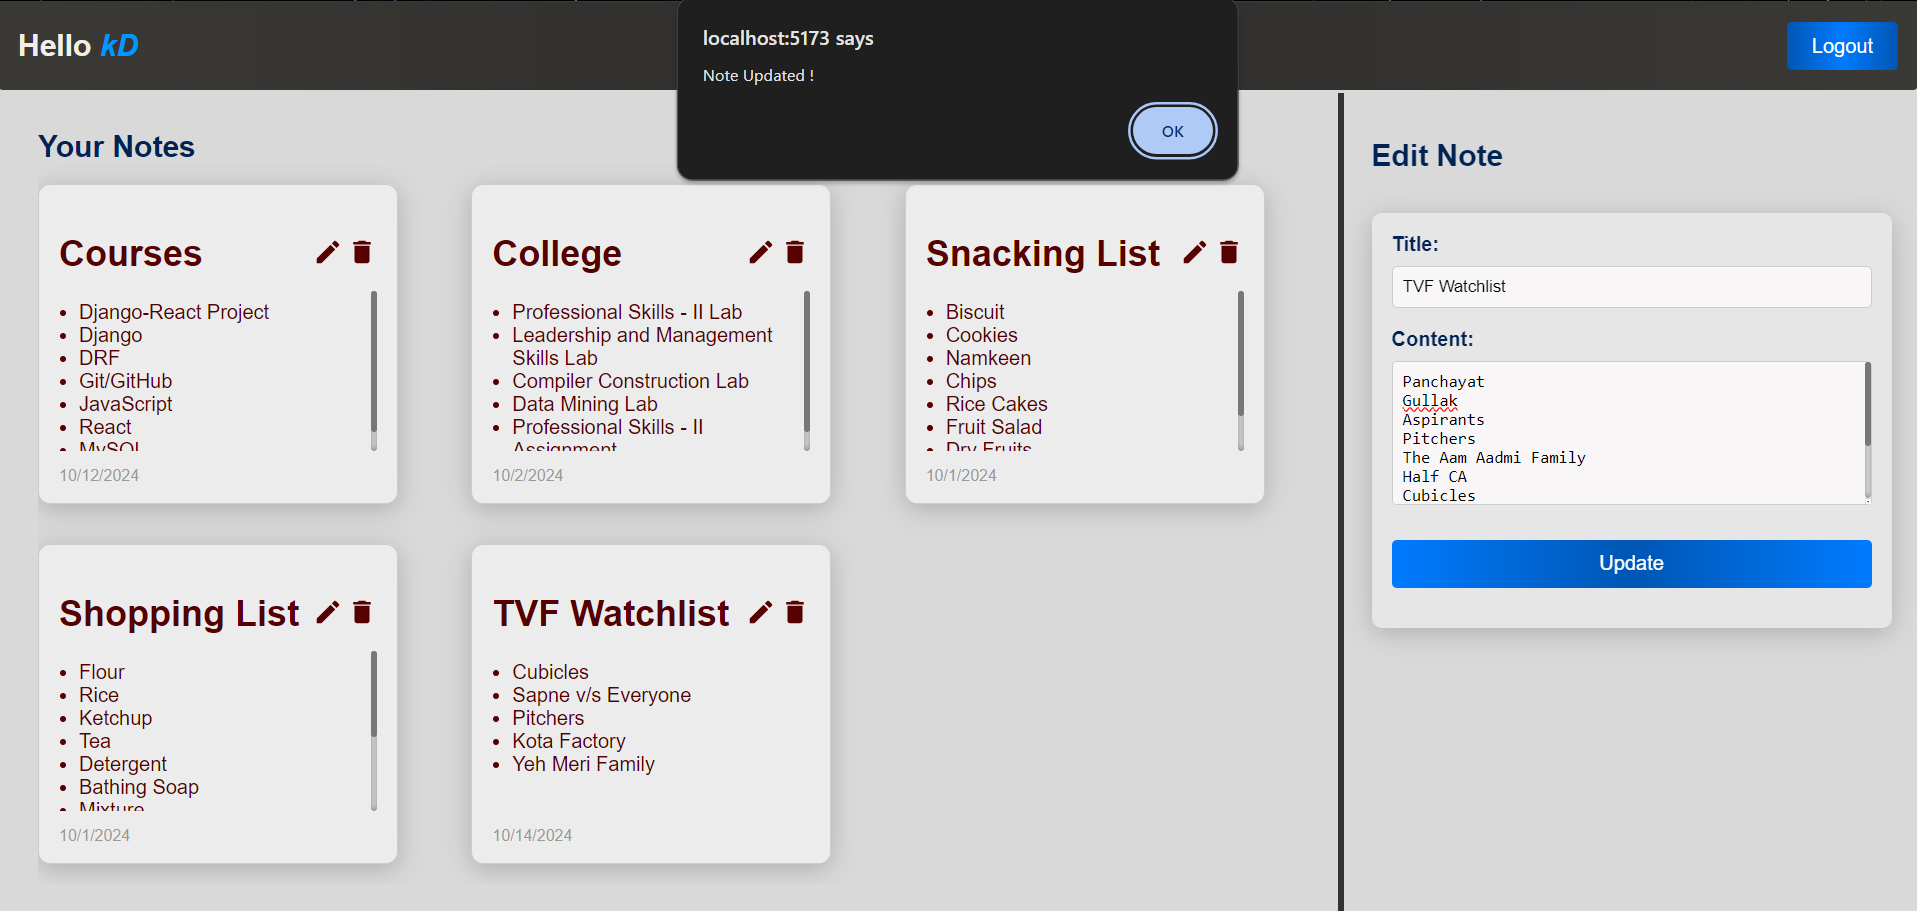 Hello kD
localhost:5173 says
Note Updated !
OK
Logout
Your Notes
Courses
• Django-React Project
• Django
• DRF
• Git/GitHub
• JavaScript
• React
• MySQL
10/12/2024
College
• Professional Skills - II Lab
• Leadership and Management
Skills Lab
• Compiler Construction Lab
• Data Mining Lab
• Professional Skills - II
Assignment
10/2/2024
Snacking List
• Biscuit
• Cookies
• Namkeen
• Chips
• Rice Cakes
• Fruit Salad
• Dry Fruits
10/1/2024
Shopping List
• Flour
• Rice
• Ketchup
• Tea
• Detergent
• Bathing Soap
• Mixture
10/1/2024
TVF Watchlist
• Cubicles
• Sapne v/s Everyone
• Pitchers
• Kota Factory
• Yeh Meri Family
10/14/2024
Edit Note
Title:
TVF Watchlist
Content:
Panchayat
Gullak
Aspirants
Pitchers
The Aam Aadmi Family
Half CA
Cubicles
Update